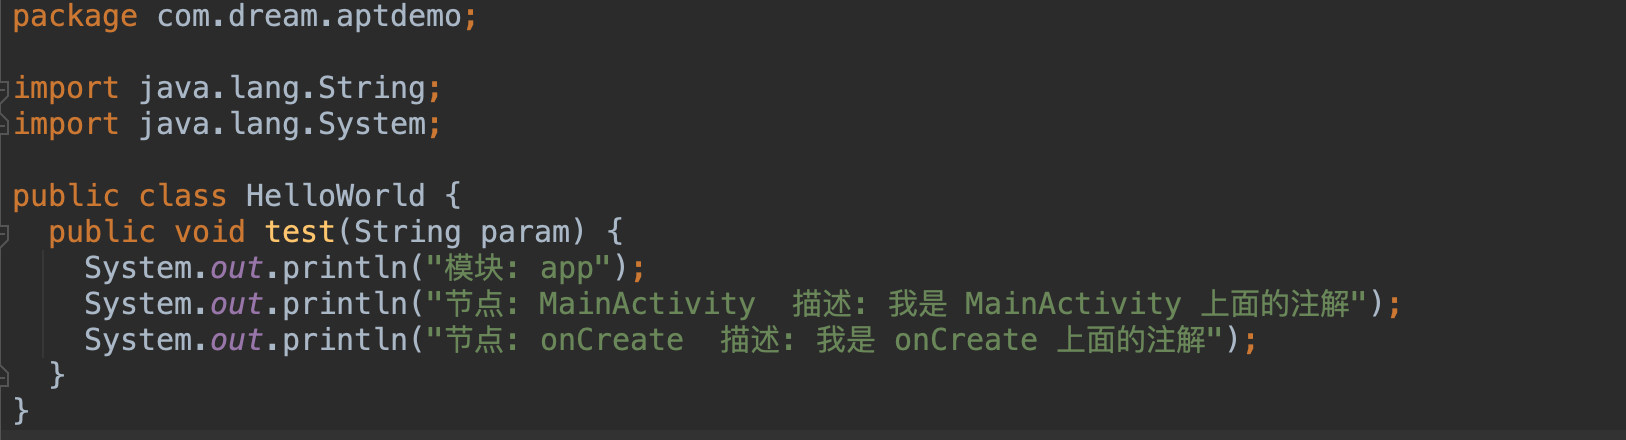 package com.dream.aptdemo;
import java.lang.String;
import java.lang.System;
public class HelloWorld {
  public void test(String param) {
    System.out.println("模块: app");
    System.out.println("节点: MainActivity  描述: 我是 MainActivity 上面的注解");
    System.out.println("节点: onCreate  描述: 我是 onCreate 上面的注解");
  }
}